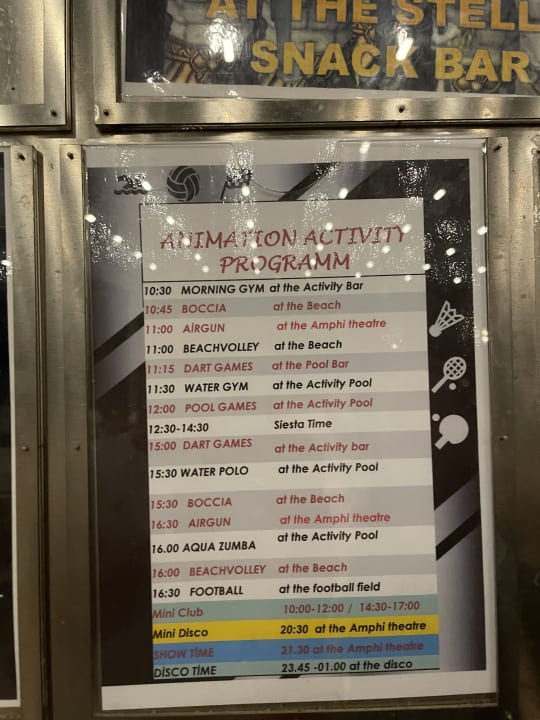 AT THE STELL
SNACK BAR
ANIMATION ACTIVITY
PROGRAMM
10:30 MORNING GYM at the Activity Bar
10:45 BOCCIA at the Beach
11:00 AİRGUN at the Amphi theatre
11:00 BEACHVOLLEY at the Beach
11:15 DART GAMES at the Pool Bar
11:30 WATER GYM at the Activity Pool
12:00 POOL GAMES at the Activity Pool
12:30-14:30 Siesta Time
15:00 DART GAMES at the Activity bar
15:30 WATER POLO at the Activity Pool
15:30 BOCCIA at the Beach
16:30 AIRGUN at the Amphi theatre
16.00 AQUA ZUMBA at the Activity Pool
16:00 BEACHVOLLEY at the Beach
16:30 FOOTBALL at the football field
Mini Club 10:00-12:00 / 14:30-17:00
Mini Disco 20:30 at the Amphi theatre
SHOW TİME 21.30 at the Amphi theatre
DİSCO TİME 23.45 -01.00 at the disco